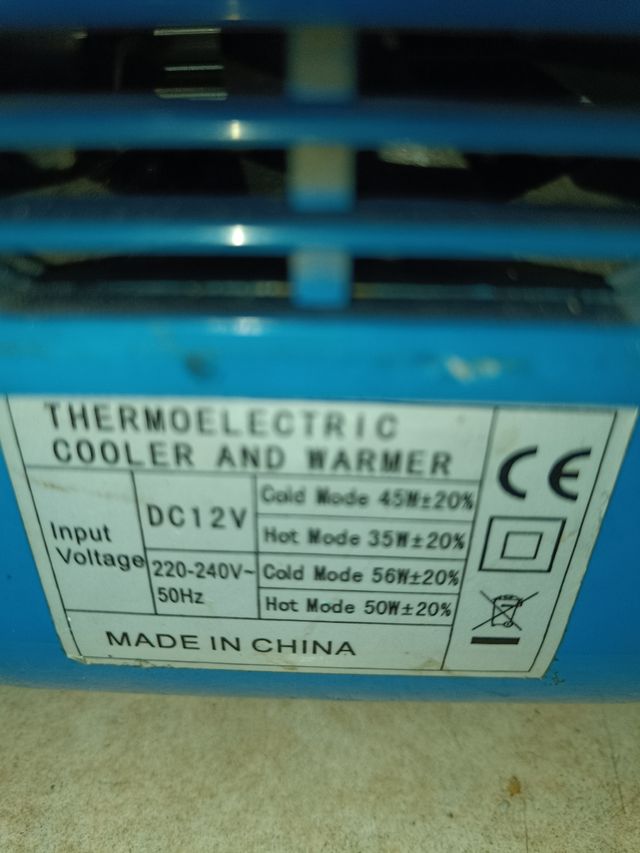 THERMOELECTRIC
COOLER AND WARMER
Input
Voltage
DC12V
Cold Mode 45W±20%
Hot Mode 35W±20%
220-240V~
50Hz
Cold Mode 56W±20%
Hot Mode 50W±20%
MADE IN CHINA
CE